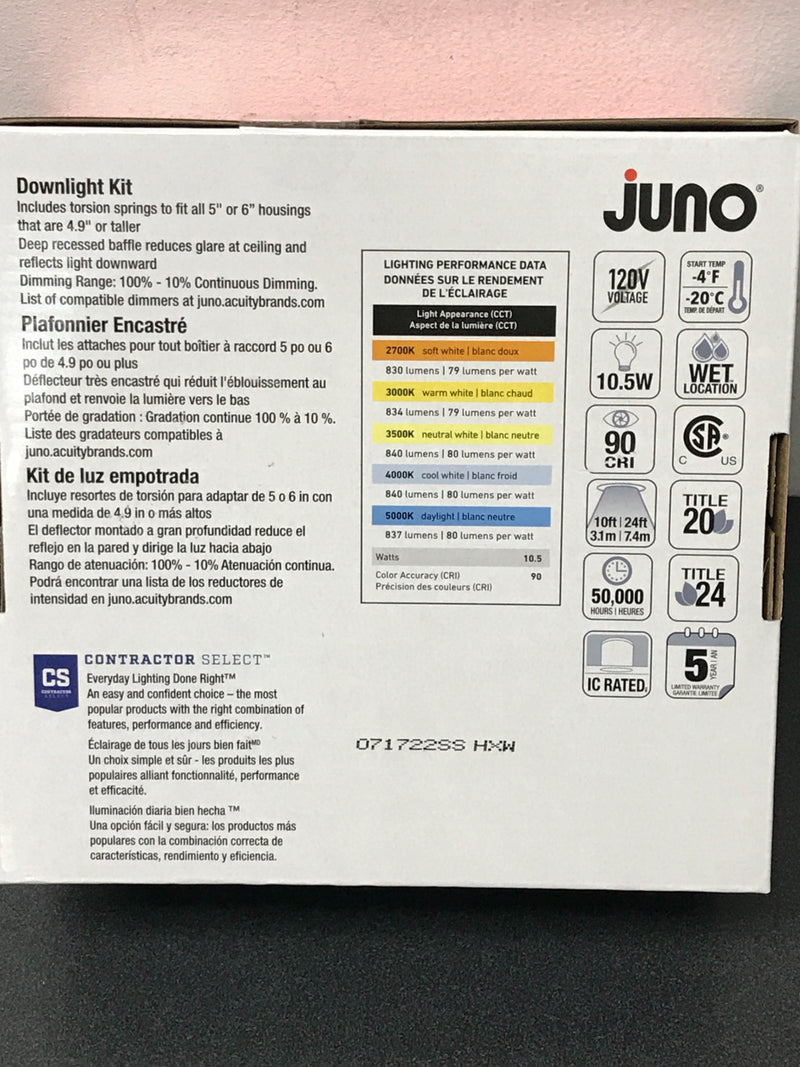 Downlight Kit
Includes torsion springs to fit all 5" or 6" housings
that are 4.9" or taller
Deep recessed baffle reduces glare at ceiling and
reflects light downward
Dimming Range: 100% - 10% Continuous Dimming.
List of compatible dimmers at juno.acuitybrands.com
Plafonnier Encastré
Inclut les attaches pour tout boîtier à raccord 5 po ou 6
po de 4.9 po ou plus
Déflecteur très encastré qui réduit l'éblouissement au
plafond et renvoie la lumière vers le bas
Portée de gradation : Gradation continue 100 % à 10 %.
Liste des gradateurs compatibles à
juno.acuitybrands.com
Kit de luz empotrada
Incluye resortes de torsión para adaptar de 5 o 6 in con
una medida de 4.9 in o más altos
El deflector montado a gran profundidad reduce el
reflejo en la pared y dirige la luz hacia abajo
Rango de atenuación: 100% - 10% Atenuación continua.
Podrá encontrar una lista de los reductores de
intensidad en juno.acuitybrands.com
CS
CONTRACTOR
SELECT
CONTRACTOR SELECT™
Everyday Lighting Done Right™
An easy and confident choice – the most
popular products with the right combination of
features, performance and efficiency.
Éclairage de tous les jours bien fait MD
Un choix simple et sûr - les produits les plus
populaires alliant fonctionnalité, performance
et efficacité.
Iluminación diaria bien hecha ™
Una opción fácil y segura: los productos más
populares con la combinación correcta de
características, rendimiento y eficiencia.
LIGHTING PERFORMANCE DATA
DONNÉES SUR LE RENDEMENT
DE L'ÉCLAIRAGE
Light Appearance (CCT)
Aspect de la lumière (CCT)
2700K soft white | blanc doux
830 lumens | 79 lumens per watt
3000K warm white | blanc chaud
834 lumens | 79 lumens per watt
3500K neutral white | blanc neutre
840 lumens | 80 lumens per watt
4000K cool white | blanc froid
840 lumens | 80 lumens per watt
5000K daylight | blanc neutre
837 lumens | 80 lumens per watt
Watts 10.5
Color Accuracy (CRI) 90
Précision des couleurs (CRI)
071722SS HXW
juno®
120V
VOLTAGE
START TEMP
-4°F
-20°C
TEMP. DE DÉPART
10.5W
WET
LOCATION
90
CRI
SA®
C US
10ft | 24ft
3.1m | 7.4m
TITLE
20
50,000
HOURS | HEURES
TITLE
24
IC RATED
5
YEAR | AN
LIMITED WARRANTY
GARANTIE LIMITÉE